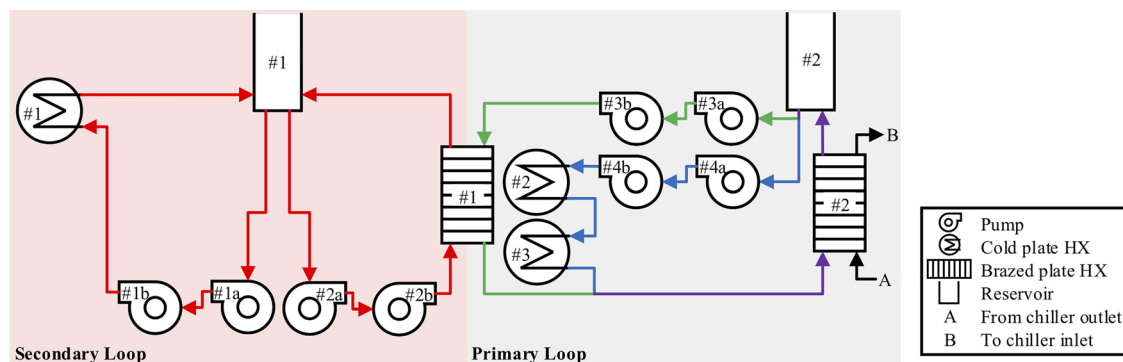 #1
#2
#1
#3b
#3a
B
#2
#4b
#4a
#1
#2
#3
#1b
#1a
#2a
#2b
A
Secondary Loop
Primary Loop
Pump
Cold plate HX
Brazed plate HX
Reservoir
A From chiller outlet
B To chiller inlet